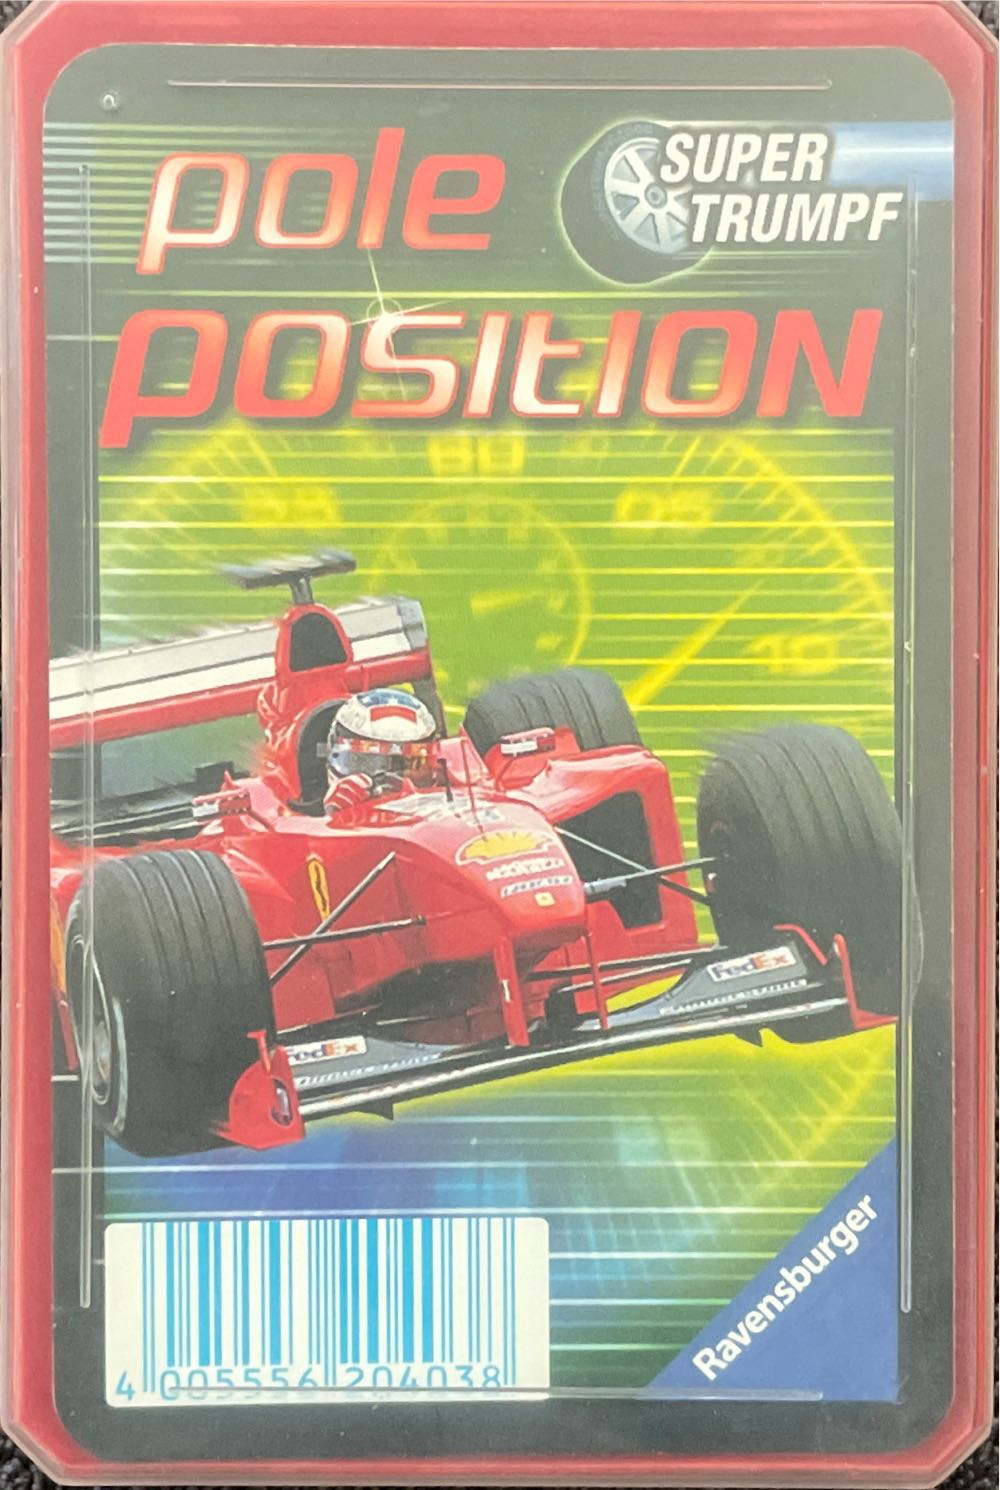 pole
SUPER
TRUMPF
POSITION
FedEx
FedEx
Ravensburger
4 005556 204038